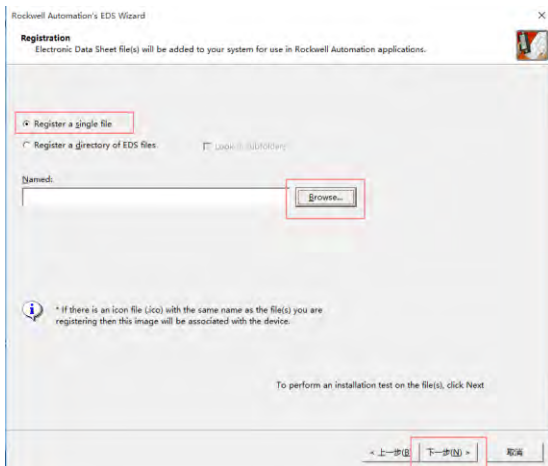 Rockwell Automation's EDS Wizard
Registration
Electronic Data Sheet file(s) will be added to your system for use in Rockwell Automation applications.
Register a single file
Register a directory of EDS files
Look in subfolders
Named:
Browse...
* If there is an icon file (.ico) with the same name as the file(s) you are
registering then this image will be associated with the device.
To perform an installation test on the file(s), click Next
< 上一步(B
下一步(N) >
取消